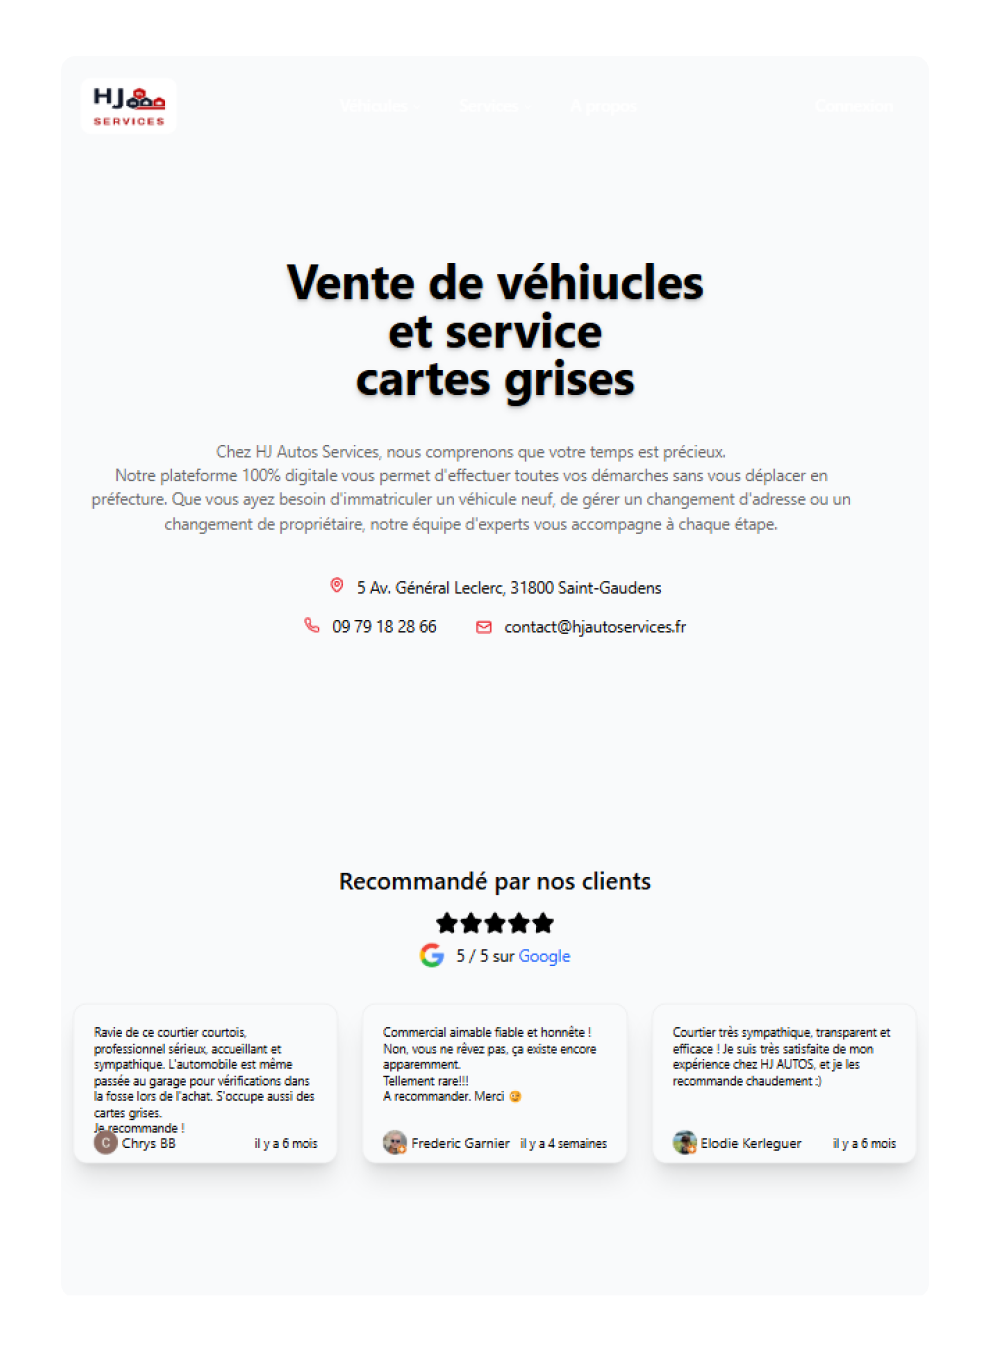 HJ
SERVICES
Véhicules Services A propos Connexion
Vente de véhiucles
et service
cartes grises
Chez HJ Autos Services, nous comprenons que votre temps est précieux.
Notre plateforme 100% digitale vous permet d'effectuer toutes vos démarches sans vous déplacer en
préfecture. Que vous ayez besoin d'immatriculer un véhicule neuf, de gérer un changement d'adresse ou un
changement de propriétaire, notre équipe d'experts vous accompagne à chaque étape.
5 Av. Général Leclerc, 31800 Saint-Gaudens
09 79 18 28 66 contact@hjautoservices.fr
Recommandé par nos clients
5 / 5 sur Google
Ravie de ce courtier courtois,
professionnel sérieux, accueillant et
sympathique. L'automobile est même
passée au garage pour vérifications dans
la fosse lors de l'achat. S'occupe aussi des
cartes grises.
Je recommande !
C Chrys BB il y a 6 mois
Commercial aimable fiable et honnête !
Non, vous ne rêvez pas, ça existe encore
apparemment.
Tellement rare!!!
A recommander. Merci 😉
Frederic Garnier il y a 4 semaines
Courtier très sympathique, transparent et
efficace ! Je suis très satisfaite de mon
expérience chez HJ AUTOS, et je les
recommande chaudement :)
Elodie Kerleguer il y a 6 mois